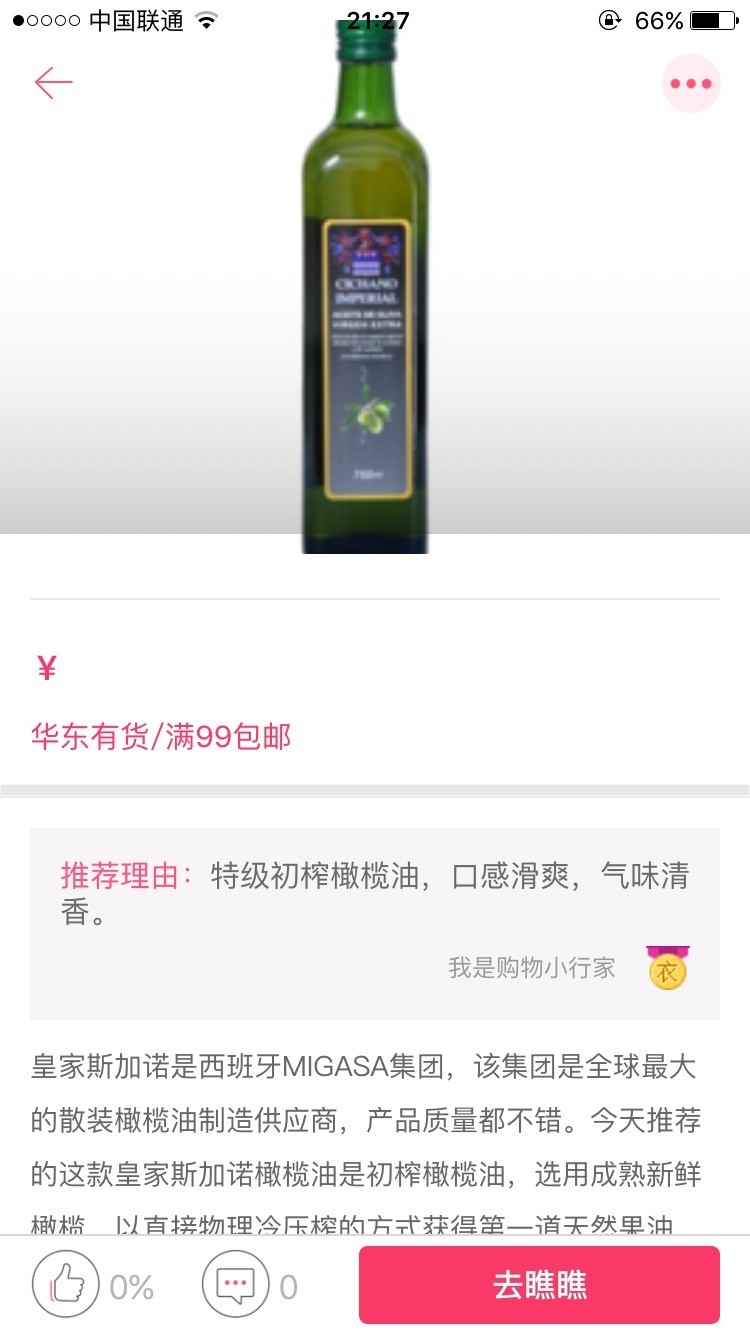 中国联通
21:27
66%
CICHANO
IMPERIAL
ACEITE DE OLIVA
VIRGEN EXTRA
¥
华东有货/满99包邮
推荐理由：特级初榨橄榄油，口感滑爽，气味清
香。
我是购物小行家
衣
皇家斯加诺是西班牙MIGASA集团，该集团是全球最大
的散装橄榄油制造供应商，产品质量都不错。今天推荐
的这款皇家斯加诺橄榄油是初榨橄榄油，选用成熟新鲜
橄榄，以直接物理冷压榨的方式获得第一道天然果油
0%
0
去瞧瞧